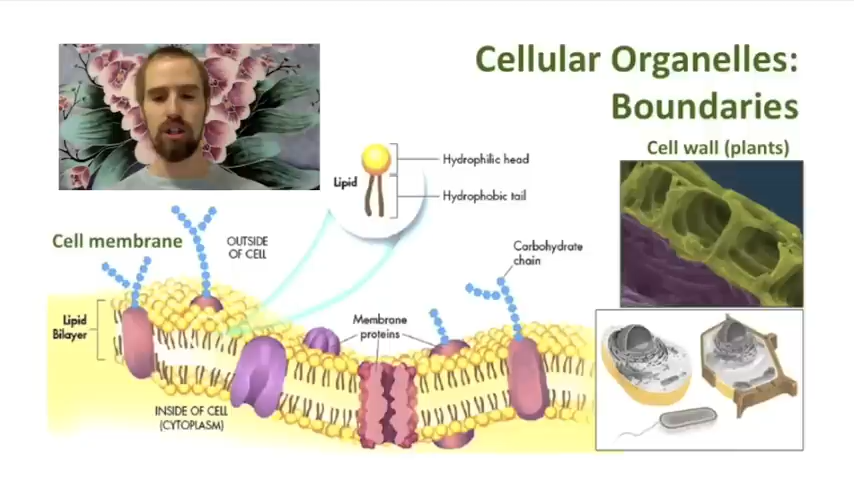 Cellular Organelles:
Boundaries
Cell wall (plants)
Hydrophilic head
Lipid
Hydrophobic tail
Cell membrane
OUTSIDE
OF CELL
Carbohydrate
chain
Lipid
Bilayer
Membrane
proteins
INSIDE OF CELL
(CYTOPLASM)